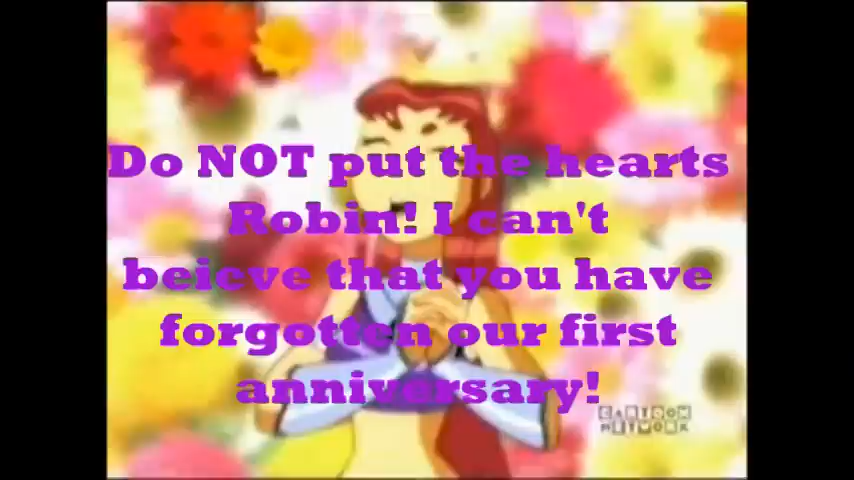 Do NOT put the hearts
Robin! I can't
beicve that you have
forgotten our first
anniversary!
CARTOON
NETWORK